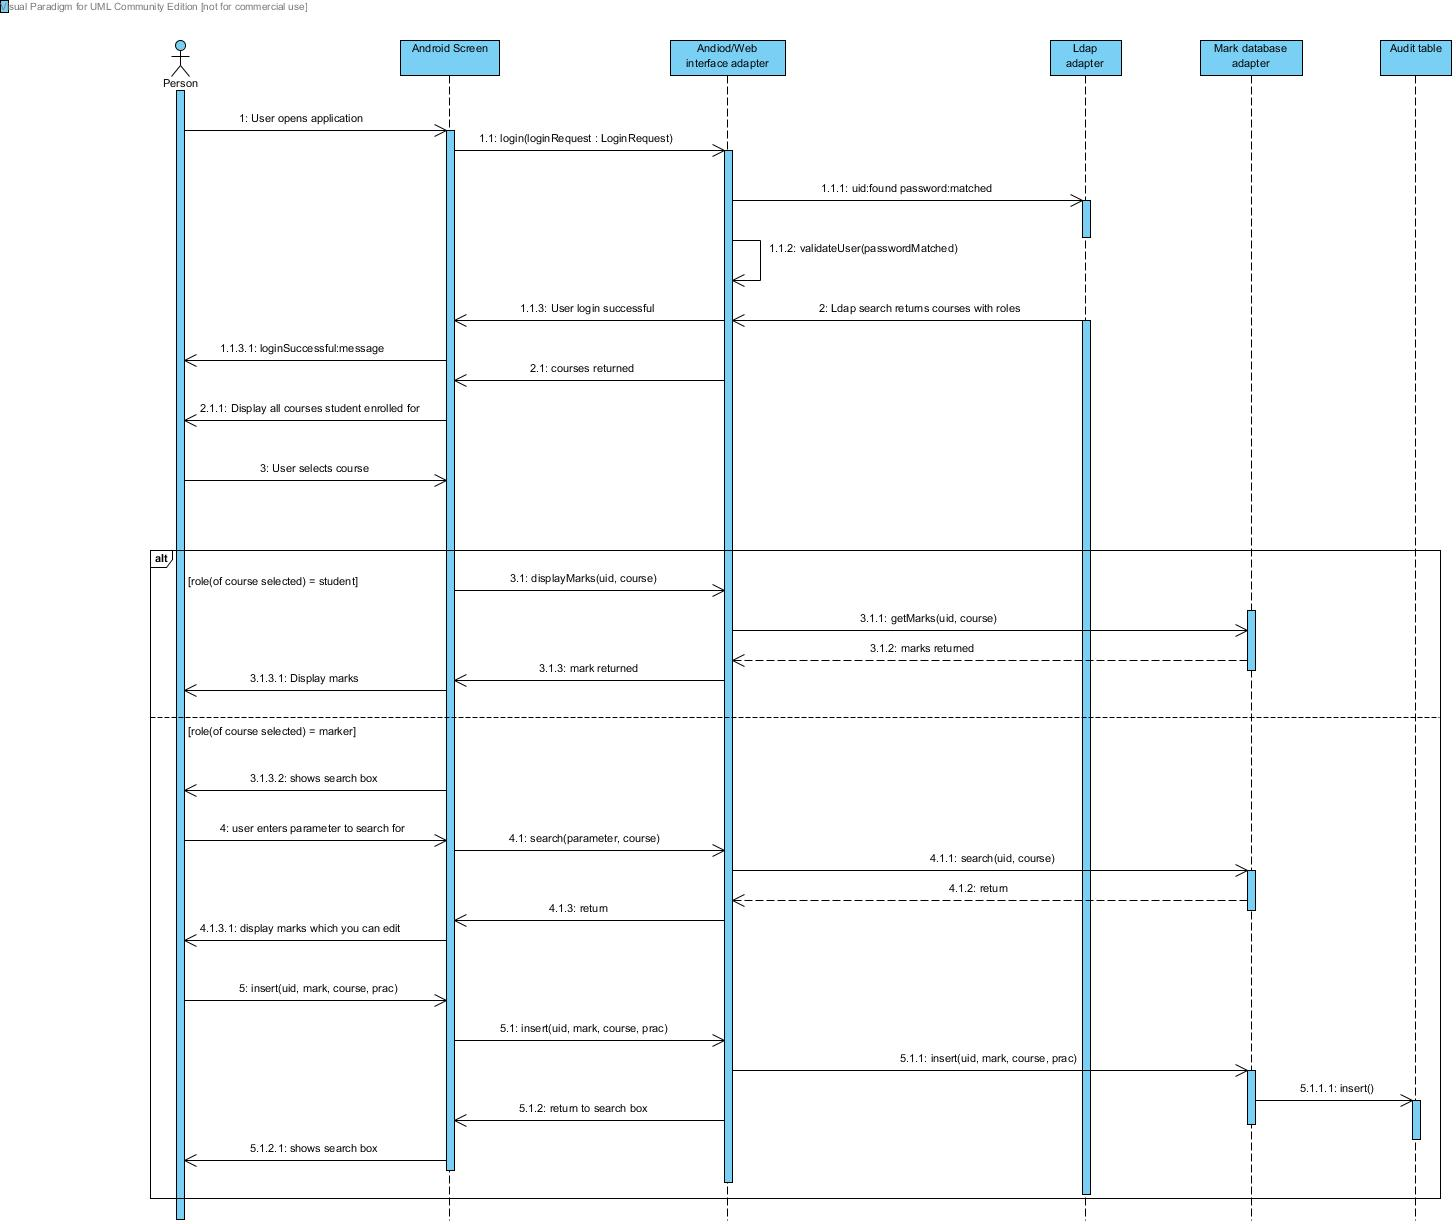 Visual Paradigm for UML Community Edition [not for commercial use]
Person
Android Screen
Andiod/Web
interface adapter
Ldap
adapter
Mark database
adapter
Audit table
1: User opens application
1.1: login(loginRequest : LoginRequest)
1.1.1: uid:found password:matched
1.1.2: validateUser(passwordMatched)
1.1.3: User login successful
2: Ldap search returns courses with roles
1.1.3.1: loginSuccessful:message
2.1: courses returned
2.1.1: Display all courses student enrolled for
3: User selects course
alt
[role(of course selected) = student]
3.1: displayMarks(uid, course)
3.1.1: getMarks(uid, course)
3.1.2: marks returned
3.1.3: mark returned
3.1.3.1: Display marks
[role(of course selected) = marker]
3.1.3.2: shows search box
4: user enters parameter to search for
4.1: search(parameter, course)
4.1.1: search(uid, course)
4.1.2: return
4.1.3: return
4.1.3.1: display marks which you can edit
5: insert(uid, mark, course, prac)
5.1: insert(uid, mark, course, prac)
5.1.1: insert(uid, mark, course, prac)
5.1.1.1: insert()
5.1.2: return to search box
5.1.2.1: shows search box